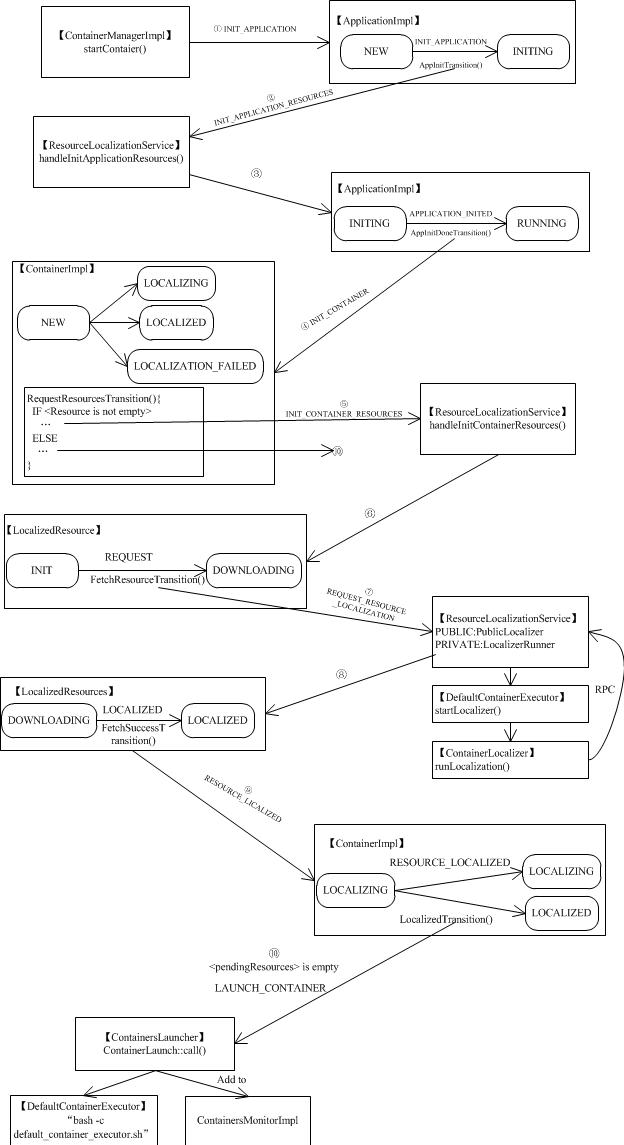 【ContainerManagerImpl】
startContaier()
① INIT_APPLICATION
【ApplicationImpl】
NEW
INIT_APPLICATION
INITING
AppInitTransition()
②
INIT_APPLICATION_RESOURCES
【ResourceLocalizationService】
handleInitApplicationResources()
③
【ApplicationImpl】
INITING
APPLICATION_INITED
RUNNING
AppInitDoneTransition()
④ INIT_CONTAINER
【ContainerImpl】
LOCALIZING
NEW
LOCALIZED
LOCALIZATION_FAILED
RequestResourcesTransition(){
IF <Resource is not empty>
...
ELSE
...
}
⑤
INIT_CONTAINER_RESOURCES
⑩
【ResourceLocalizationService】
handleInitContainerResources()
⑥
【LocalizedResource】
INIT
REQUEST
DOWNLOADING
FetchResourceTransition()
⑦
REQUEST_RESOURCE
_LOCALIZATION
【ResourceLocalizationService】
PUBLIC:PublicLocalizer
PRIVATE:LocalizerRunner
RPC
【DefaultContainerExecutor】
startLocalizer()
【ContainerLocalizer】
runLocalization()
⑧
【LocalizedResources】
DOWNLOADING
LOCALIZED
LOCALIZED
FetchSuccessT
ransition()
⑨
RESOURCE_LICALIZED
【ContainerImpl】
RESOURCE_LOCALIZED
LOCALIZING
LOCALIZING
LOCALIZED
LocalizedTransition()
⑩
<pendingResources> is empty
LAUNCH_CONTAINER
【ContainersLauncher】
ContainerLaunch::call()
Add to
【DefaultContainerExecutor】
“bash -c
default_container_executor.sh”
ContainersMonitorImpl